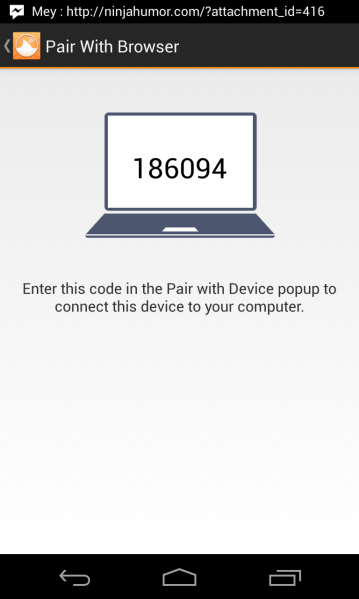 Mey : http://ninjahumor.com/?attachment_id=416
Pair With Browser
186094
Enter this code in the Pair with Device popup to
connect this device to your computer.